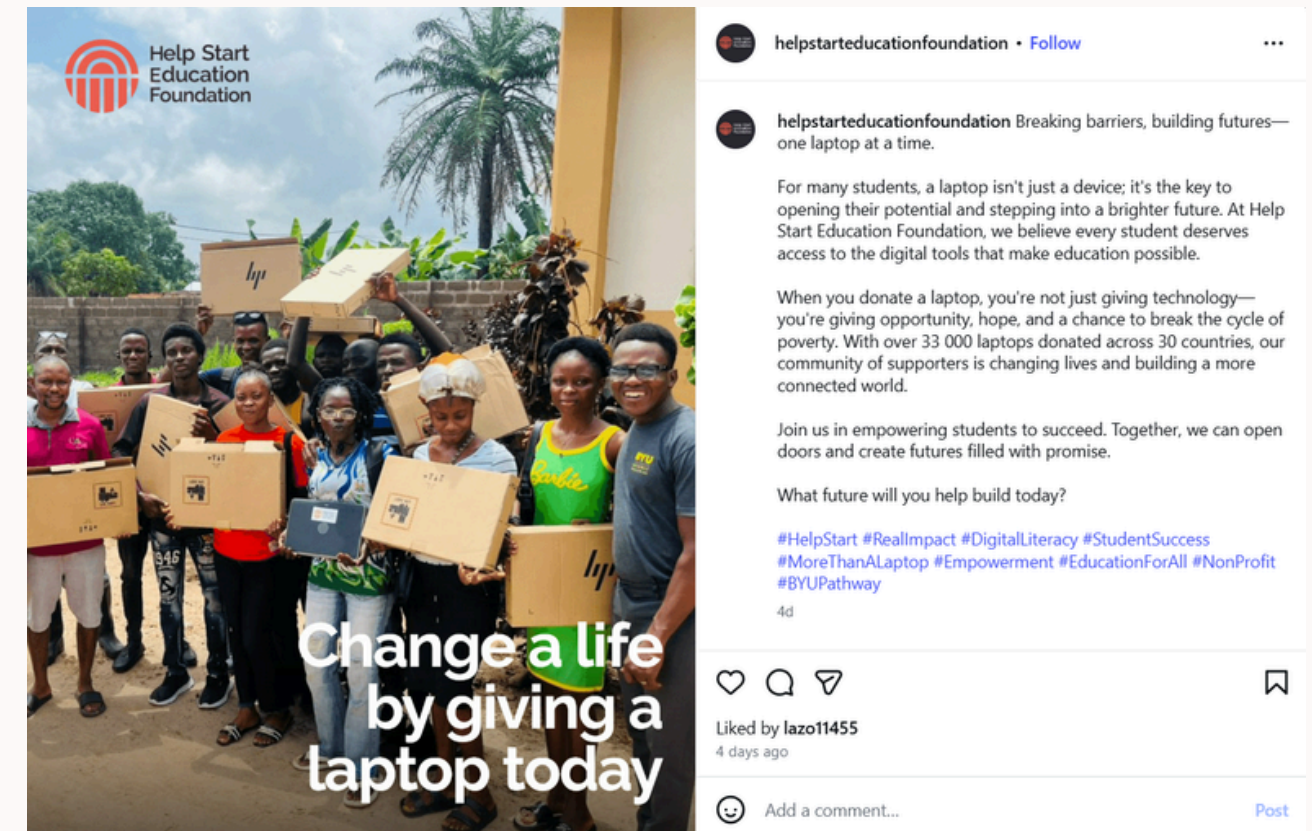 Help Start
Education
Foundation
hp
hp
Barbie
BYU
946
hp
Change a life
by giving a
laptop today
helpstarteducationfoundation • Follow
helpstarteducationfoundation Breaking barriers, building futures—
one laptop at a time.
For many students, a laptop isn't just a device; it's the key to
opening their potential and stepping into a brighter future. At Help
Start Education Foundation, we believe every student deserves
access to the digital tools that make education possible.
When you donate a laptop, you're not just giving technology—
you're giving opportunity, hope, and a chance to break the cycle of
poverty. With over 33 000 laptops donated across 30 countries, our
community of supporters is changing lives and building a more
connected world.
Join us in empowering students to succeed. Together, we can open
doors and create futures filled with promise.
What future will you help build today?
#HelpStart #RealImpact #DigitalLiteracy #StudentSuccess
#MoreThanALaptop #Empowerment #EducationForAll #NonProfit
#BYUPathway
4d
Liked by lazo11455
4 days ago
Add a comment...
Post